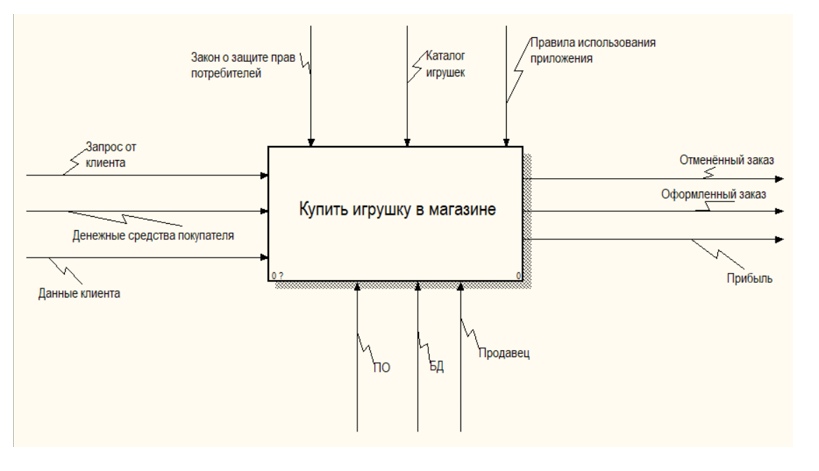 Закон о защите прав
потребителей
Каталог
игрушек
Правила использования
приложения
Запрос от
клиента
Денежные средства покупателя
Данные клиента
Купить игрушку в магазине
0 ?
0
Отменённый заказ
Оформленный заказ
Прибыль
ПО
БД
Продавец